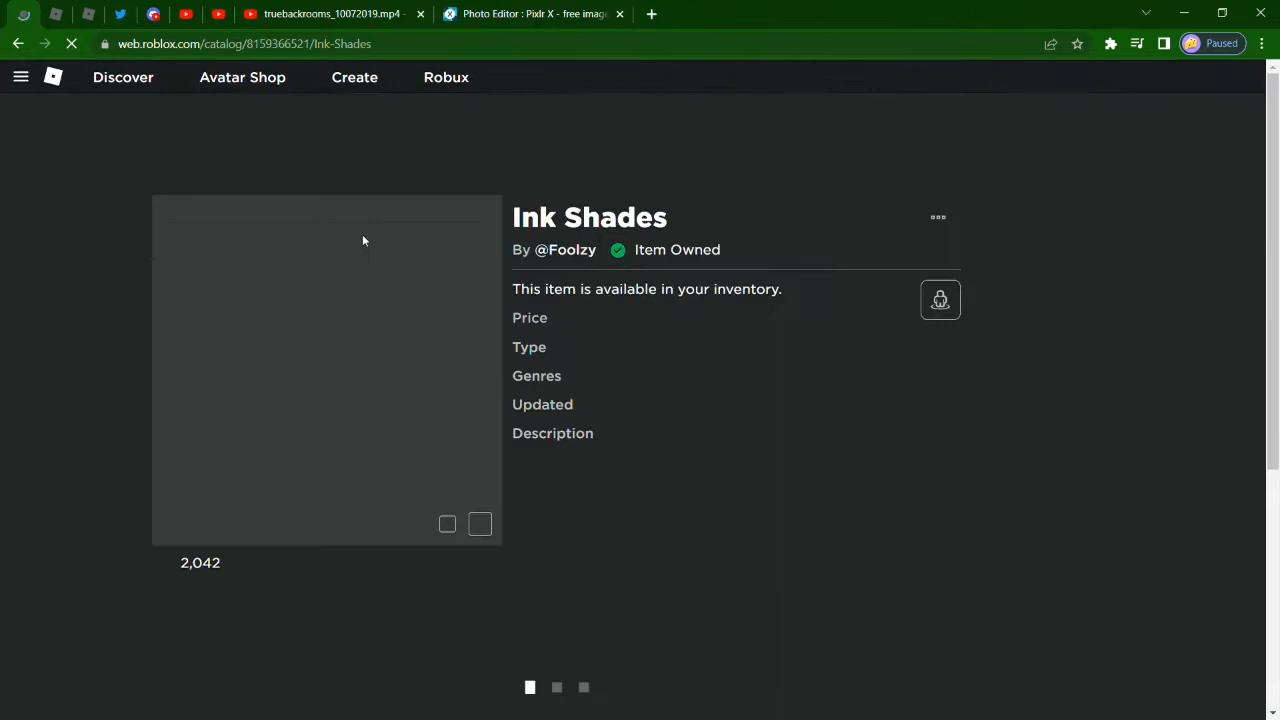 truebackrooms_10072019.mp4 -
Photo Editor : Pixlr X - free imag
web.roblox.com/catalog/8159366521/Ink-Shades
Paused
Discover
Avatar Shop
Create
Robux
Ink Shades
By @Foolzy
Item Owned
This item is available in your inventory.
Price
Type
Genres
Updated
Description
2,042